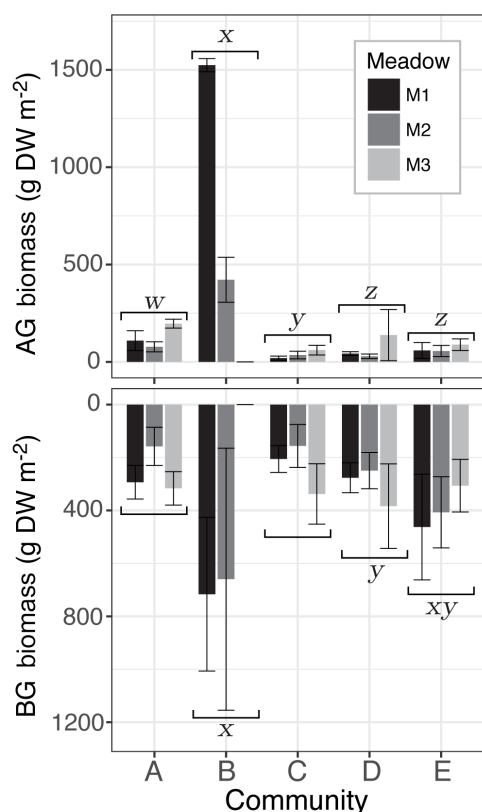 AG biomass (g DW m-2)
1500
1000
500
0
x
w
y
z
z
Meadow
M1
M2
M3
BG biomass (g DW m-2)
0
400
800
1200
x
y
xy
A B C D E
Community